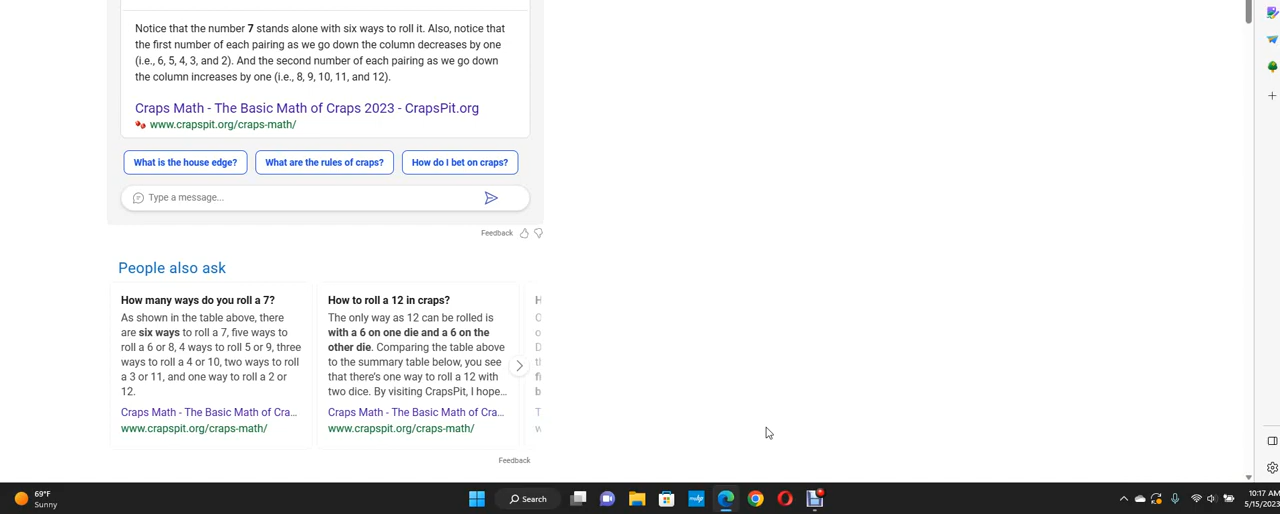 Notice that the number 7 stands alone with six ways to roll it. Also, notice that
the first number of each pairing as we go down the column decreases by one
(i.e., 6, 5, 4, 3, and 2). And the second number of each pairing as we go down
the column increases by one (i.e., 8, 9, 10, 11, and 12).
Craps Math - The Basic Math of Craps 2023 - CrapsPit.org
www.crapspit.org/craps-math/
What is the house edge?
What are the rules of craps?
How do I bet on craps?
Type a message...
Feedback
People also ask
How many ways do you roll a 7?
As shown in the table above, there
are six ways to roll a 7, five ways to
roll a 6 or 8, 4 ways to roll 5 or 9, three
ways to roll a 4 or 10, two ways to roll
a 3 or 11, and one way to roll a 2 or
12.
Craps Math - The Basic Math of Cra...
www.crapspit.org/craps-math/
How to roll a 12 in craps?
The only way as 12 can be rolled is
with a 6 on one die and a 6 on the
other die. Comparing the table above
to the summary table below, you see
that there's one way to roll a 12 with
two dice. By visiting CrapsPit, I hope...
Craps Math - The Basic Math of Cra...
www.crapspit.org/craps-math/
Feedback
69°F
Sunny
Search
10:17 AM
5/15/2023